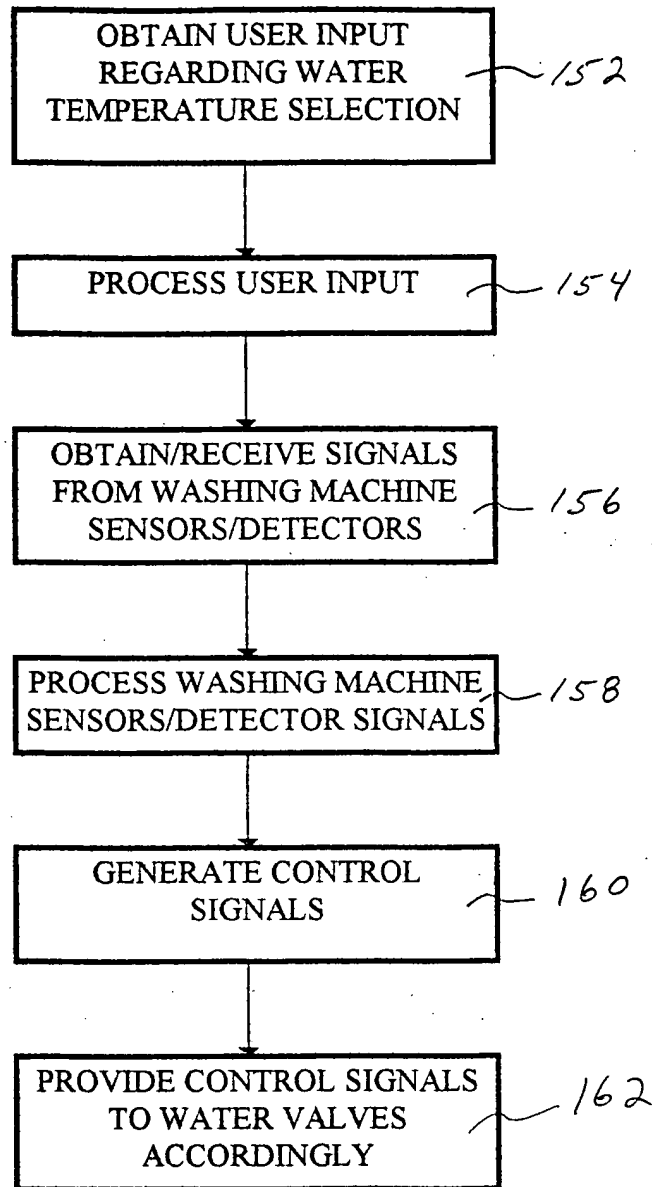 OBTAIN USER INPUT
REGARDING WATER
TEMPERATURE SELECTION
152
PROCESS USER INPUT
154
OBTAIN/RECEIVE SIGNALS
FROM WASHING MACHINE
SENSORS/DETECTORS
156
PROCESS WASHING MACHINE
SENSORS/DETECTOR SIGNALS
158
GENERATE CONTROL
SIGNALS
160
PROVIDE CONTROL SIGNALS
TO WATER VALVES
ACCORDINGLY
162